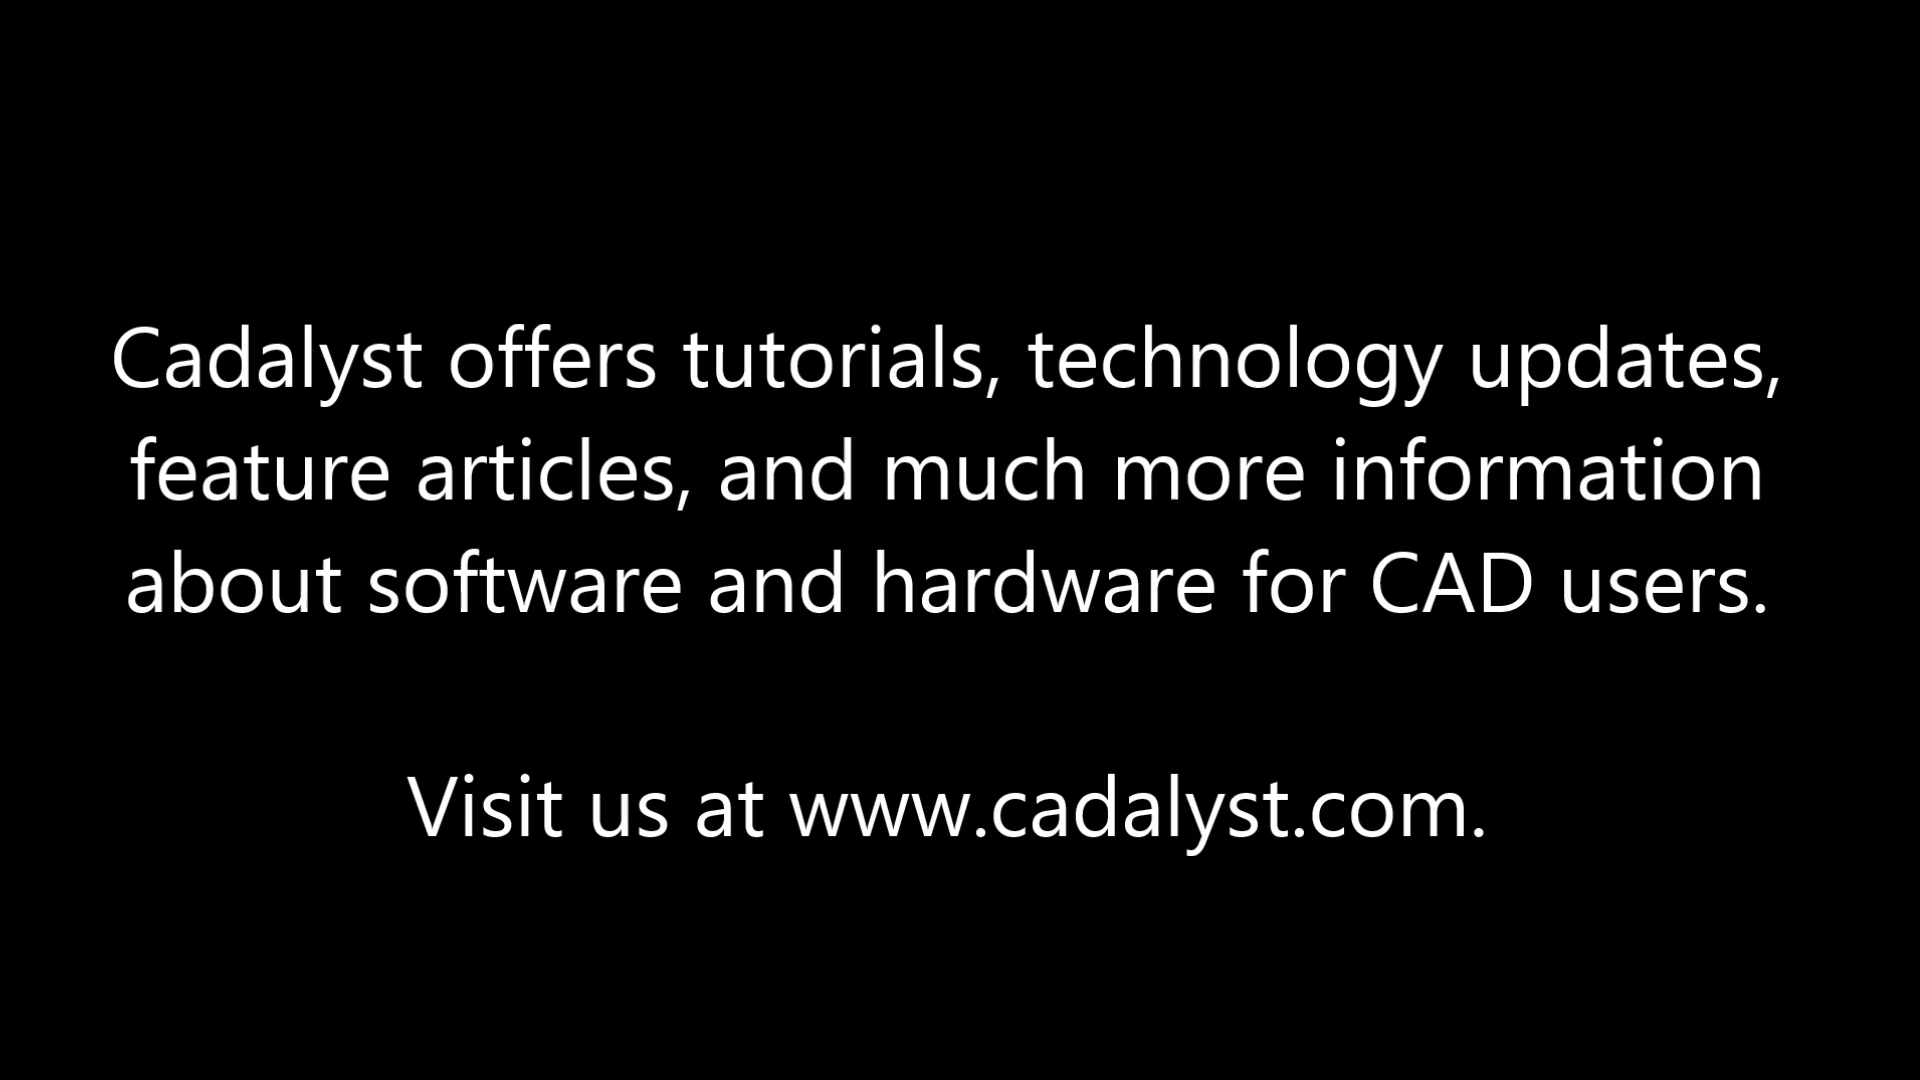 Cadalyst offers tutorials, technology updates,
feature articles, and much more information
about software and hardware for CAD users.
Visit us at www.cadalyst.com.